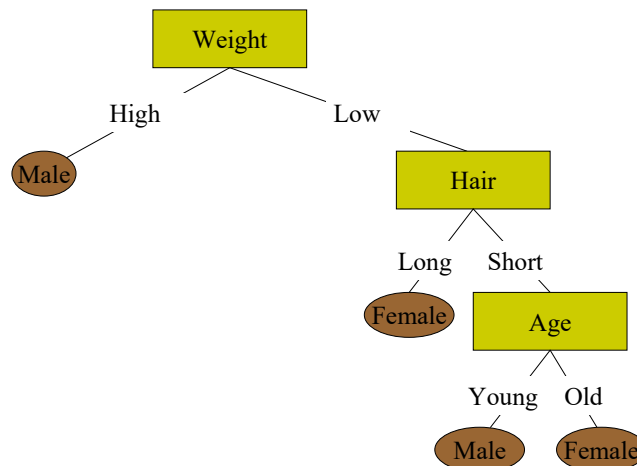 Weight
High Low
Male
Hair
Long Short
Female
Age
Young Old
Male Female